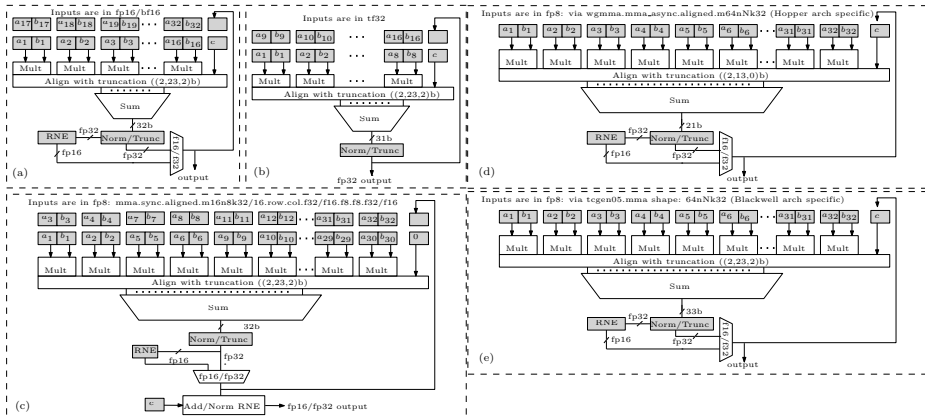 Inputs are in fp16/bf16
a17 b17 a18 b18 a19 b19 ... a32 b32
a1 b1 a2 b2 a3 b3 ... a16 b16 c
Mult Mult Mult ... Mult
Align with truncation ((2,23,2)b)
Sum
32b
RNE fp32 Norm/Trunc
fp32
fp16
f16/f32
output
(a)
Inputs are in tf32
a9 b9 a10 b10 ... a16 b16
a1 b1 a2 b2 ... a8 b8 c
Mult Mult ... Mult
Align with truncation ((2,23,2)b)
Sum
31b
Norm/Trunc
fp32 output
(b)
Inputs are in fp8: via wgmma.mma_async.aligned.m64nNk32 (Hopper arch specific)
a1 b1 a2 b2 a3 b3 a4 b4 a5 b5 a6 b6 ... a31 b31 a32 b32 c
Mult Mult Mult Mult Mult Mult Mult Mult
Align with truncation ((2,13,0)b)
Sum
21b
RNE fp32 Norm/Trunc
fp32
fp16
f16/f32
output
(d)
Inputs are in fp8: mma.sync.aligned.m16n8k32/16.row.col.f32/f16.f8.f8.f32/f16
a3 b3 a4 b4 a7 b7 a8 b8 a11 b11 a12 b12 ... a31 b31 a32 b32
a1 b1 a2 b2 a5 b5 a6 b6 a9 b9 a10 b10 ... a29 b29 a30 b30 0
Mult Mult Mult Mult Mult Mult ... Mult Mult
Align with truncation ((2,23,2)b)
Sum
32b
Norm/Trunc
RNE
fp32
fp16
fp16/fp32
c Add/Norm RNE fp16/fp32 output
(c)
Inputs are in fp8: via tcgen05.mma shape: 64nNk32 (Blackwell arch specific)
a1 b1 a2 b2 a3 b3 a4 b4 a5 b5 a6 b6 ... a31 b31 a32 b32 c
Mult Mult Mult Mult Mult Mult Mult Mult
Align with truncation ((2,23,2)b)
Sum
33b
RNE fp32 Norm/Trunc
fp32
fp16
f16/f32
output
(e)